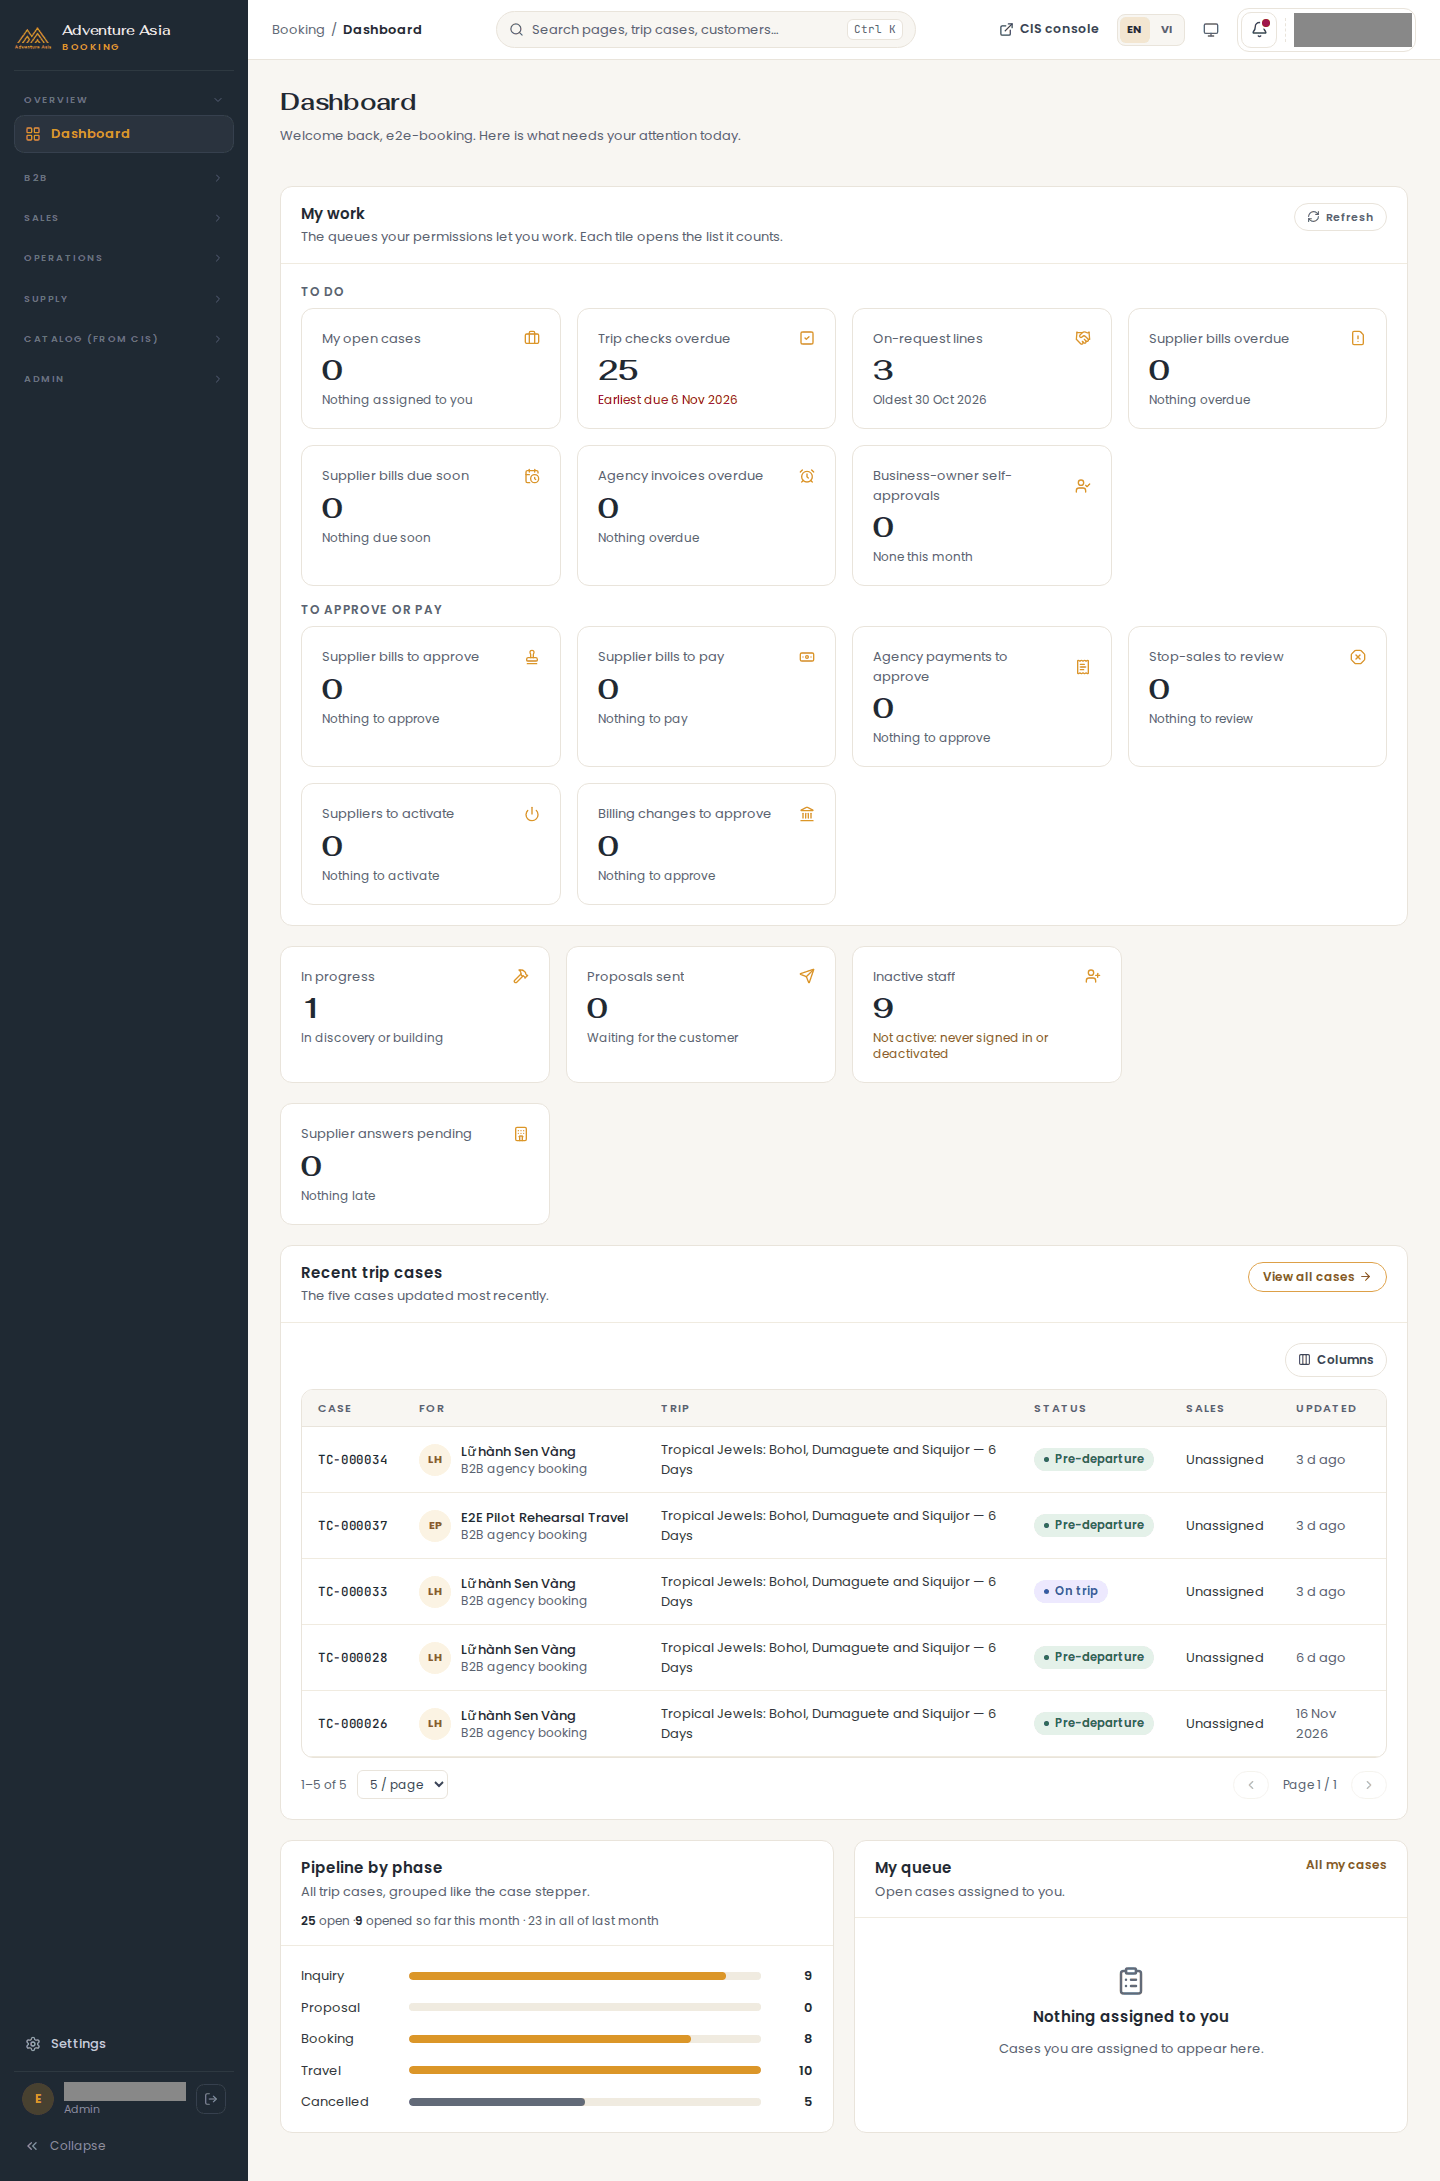 Adventure Asia
BOOKING
Adventure Asia
OVERVIEW
Dashboard
B2B
SALES
OPERATIONS
SUPPLY
CATALOG (FROM CIS)
ADMIN
Settings
E
Admin
Collapse
Booking / Dashboard
Search pages, trip cases, customers...
Ctrl K
CIS console
EN
VI
Dashboard
Welcome back, e2e-booking. Here is what needs your attention today.
My work
The queues your permissions let you work. Each tile opens the list it counts.
Refresh
TO DO
My open cases
0
Nothing assigned to you
Trip checks overdue
25
Earliest due 6 Nov 2026
On-request lines
3
Oldest 30 Oct 2026
Supplier bills overdue
0
Nothing overdue
Supplier bills due soon
0
Nothing due soon
Agency invoices overdue
0
Nothing overdue
Business-owner self-
approvals
0
None this month
TO APPROVE OR PAY
Supplier bills to approve
0
Nothing to approve
Supplier bills to pay
0
Nothing to pay
Agency payments to
approve
0
Nothing to approve
Stop-sales to review
0
Nothing to review
Suppliers to activate
0
Nothing to activate
Billing changes to approve
0
Nothing to approve
In progress
1
In discovery or building
Proposals sent
0
Waiting for the customer
Inactive staff
9
Not active: never signed in or
deactivated
Supplier answers pending
0
Nothing late
Recent trip cases
The five cases updated most recently.
View all cases →
Columns
CASE FOR TRIP STATUS SALES UPDATED
TC-000034
LH
Lữ hành Sen Vàng
B2B agency booking
Tropical Jewels: Bohol, Dumaguete and Siquijor — 6
Days
Pre-departure
Unassigned
3 d ago
TC-000037
EP
E2E Pilot Rehearsal Travel
B2B agency booking
Tropical Jewels: Bohol, Dumaguete and Siquijor — 6
Days
Pre-departure
Unassigned
3 d ago
TC-000033
LH
Lữ hành Sen Vàng
B2B agency booking
Tropical Jewels: Bohol, Dumaguete and Siquijor — 6
Days
On trip
Unassigned
3 d ago
TC-000028
LH
Lữ hành Sen Vàng
B2B agency booking
Tropical Jewels: Bohol, Dumaguete and Siquijor — 6
Days
Pre-departure
Unassigned
6 d ago
TC-000026
LH
Lữ hành Sen Vàng
B2B agency booking
Tropical Jewels: Bohol, Dumaguete and Siquijor — 6
Days
Pre-departure
Unassigned
16 Nov
2026
1–5 of 5
5 / page
Page 1 / 1
Pipeline by phase
All trip cases, grouped like the case stepper.
25 open ·9 opened so far this month · 23 in all of last month
Inquiry 9
Proposal 0
Booking 8
Travel 10
Cancelled 5
My queue
Open cases assigned to you.
All my cases
Nothing assigned to you
Cases you are assigned to appear here.